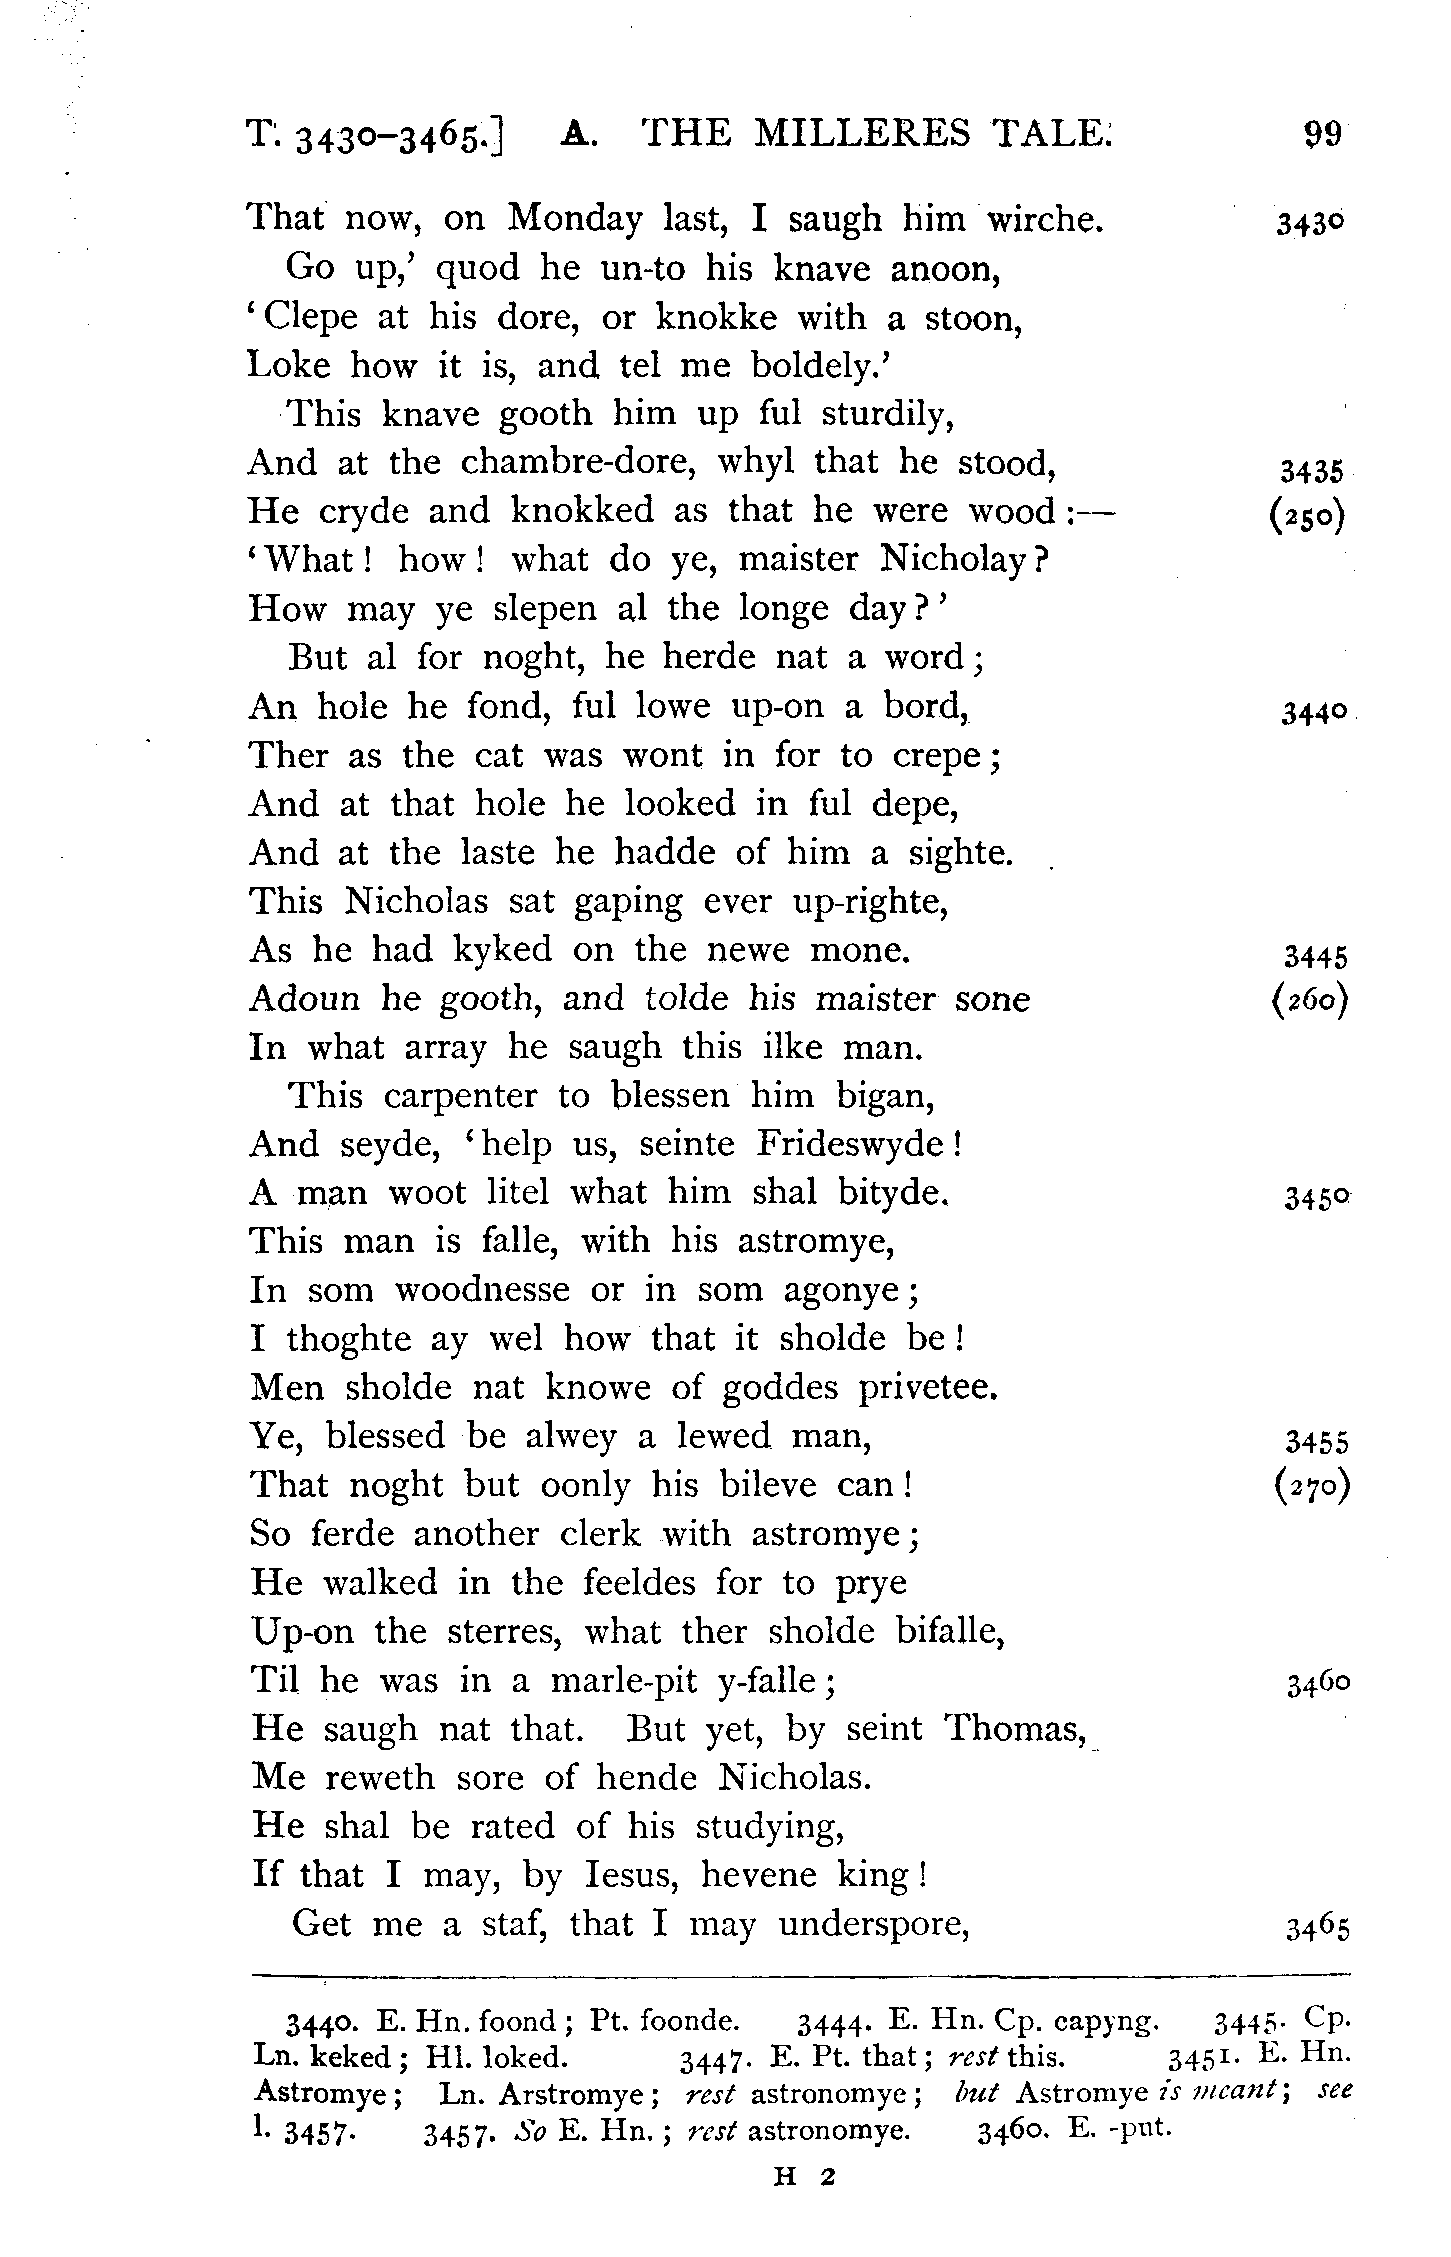 T. 3430–3465.] A. THE MILLERES TALE. 99
That now, on Monday last, I saugh him wirche. 3430
Go up,’ quod he un-to his knave anoon,
‘Clepe at his dore, or knokke with a stoon,
Loke how it is, and tel me boldely.’
This knave gooth him up ful sturdily,
And at the chambre-dore, whyl that he stood, 3435
He cryde and knokked as that he were wood:— (250)
‘What! how! what do ye, maister Nicholay?
How may ye slepen al the longe day?’
But al for noght, he herde nat a word;
An hole he fond, ful lowe up-on a bord, 3440
Ther as the cat was wont in for to crepe;
And at that hole he looked in ful depe,
And at the laste he hadde of him a sighte.
This Nicholas sat gaping ever up-righte,
As he had kyked on the newe mone. 3445
Adoun he gooth, and tolde his maister sone (260)
In what array he saugh this ilke man.
This carpenter to blessen him bigan,
And seyde, ‘help us, seinte Frideswyde!
A man woot litel what him shal bityde. 3450
This man is falle, with his astromye,
In som woodnesse or in som agonye;
I thoghte ay wel how that it sholde be!
Men sholde nat knowe of goddes privetee.
Ye, blessed be alwey a lewed man, 3455
That noght but oonly his bileve can! (270)
So ferde another clerk with astromye;
He walked in the feeldes for to prye
Up-on the sterres, what ther sholde bifalle,
Til he was in a marle-pit y-falle; 3460
He saugh nat that. But yet, by seint Thomas,
Me reweth sore of hende Nicholas.
He shal be rated of his studying,
If that I may, by Iesus, hevene king!
Get me a staf, that I may underspore, 3465
3440. E. Hn. foond; Pt. foonde. 3444. E. Hn. Cp. capyng. 3445. Cp.
Ln. keked; Hl. loked. 3447. E. Pt. that; rest this. 3451. E. Hn.
Astromye; Ln. Arstromye; rest astronomye; but Astromye is meant; see
l. 3457. 3457. So E. Hn.; rest astronomye. 3460. E. -put.
H 2